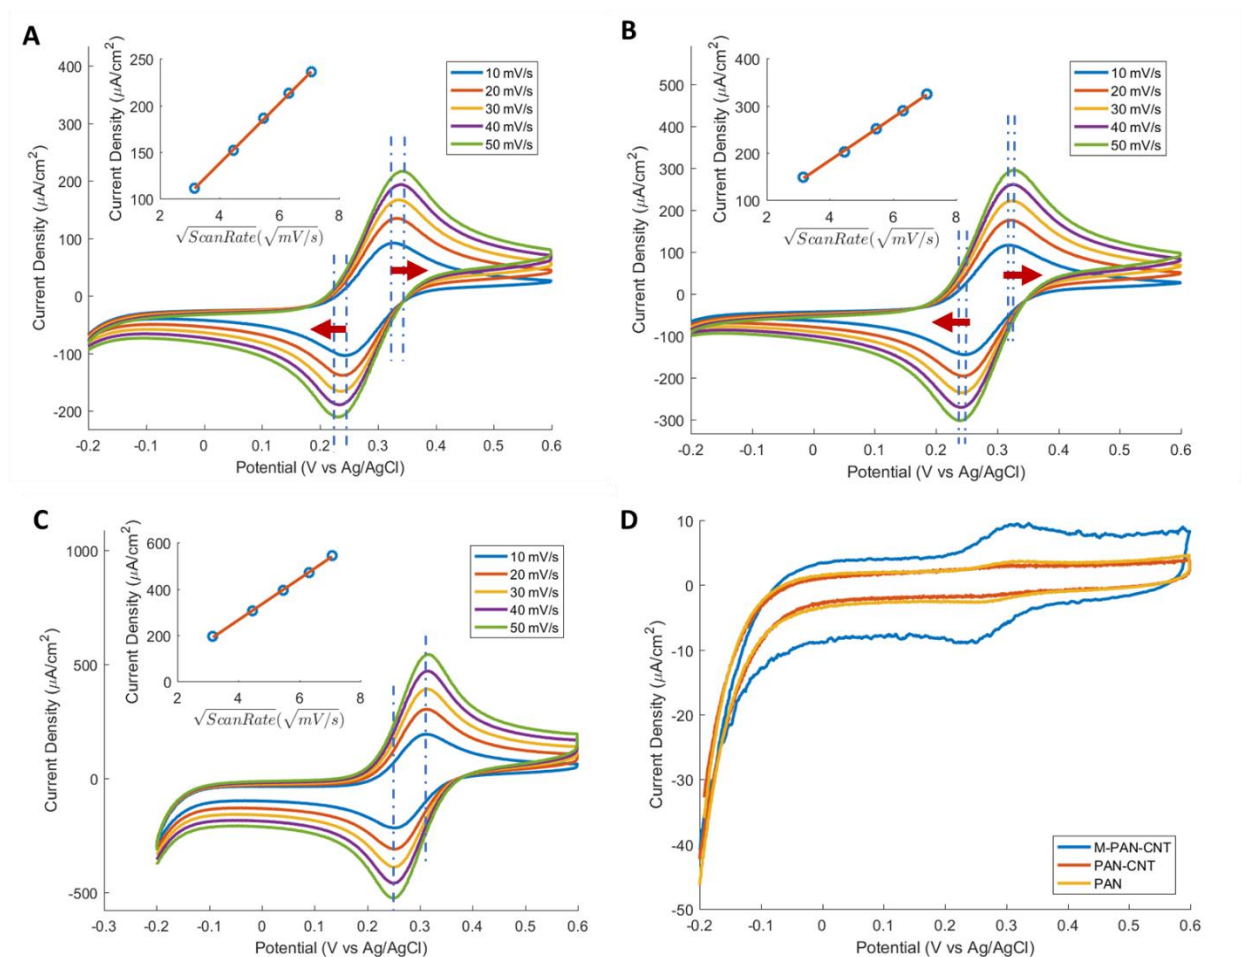 A
Current Density (μA/cm²)
400
300
200
100
0
-100
-200
-0.2 -0.1 0 0.1 0.2 0.3 0.4 0.5 0.6
Potential (V vs Ag/AgCl)
Current Density (μA/cm²)
250
200
150
100
2 4 6 8
√ScanRate(√mV/s)
10 mV/s
20 mV/s
30 mV/s
40 mV/s
50 mV/s
B
Current Density (μA/cm²)
500
400
300
200
100
0
-100
-200
-300
-0.2 -0.1 0 0.1 0.2 0.3 0.4 0.5 0.6
Potential (V vs Ag/AgCl)
Current Density (μA/cm²)
400
300
200
100
2 4 6 8
√ScanRate(√mV/s)
10 mV/s
20 mV/s
30 mV/s
40 mV/s
50 mV/s
C
Current Density (μA/cm²)
1000
500
0
-500
-0.3 -0.2 -0.1 0 0.1 0.2 0.3 0.4 0.5 0.6
Potential (V vs Ag/AgCl)
Current Density (μA/cm²)
600
400
200
0
2 4 6 8
√ScanRate(√mV/s)
10 mV/s
20 mV/s
30 mV/s
40 mV/s
50 mV/s
D
Current Density (μA/cm²)
10
0
-10
-20
-30
-40
-50
-0.2 -0.1 0 0.1 0.2 0.3 0.4 0.5 0.6
Potential (V vs Ag/AgCl)
M-PAN-CNT
PAN-CNT
PAN